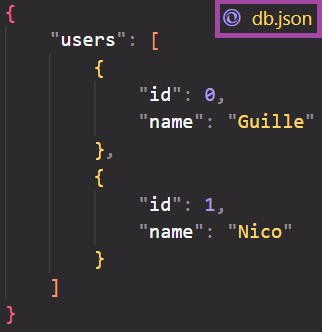 {
db.json
"users": [
{
"id": 0,
"name": "Guille"
},
{
"id": 1,
"name": "Nico"
}
]
}